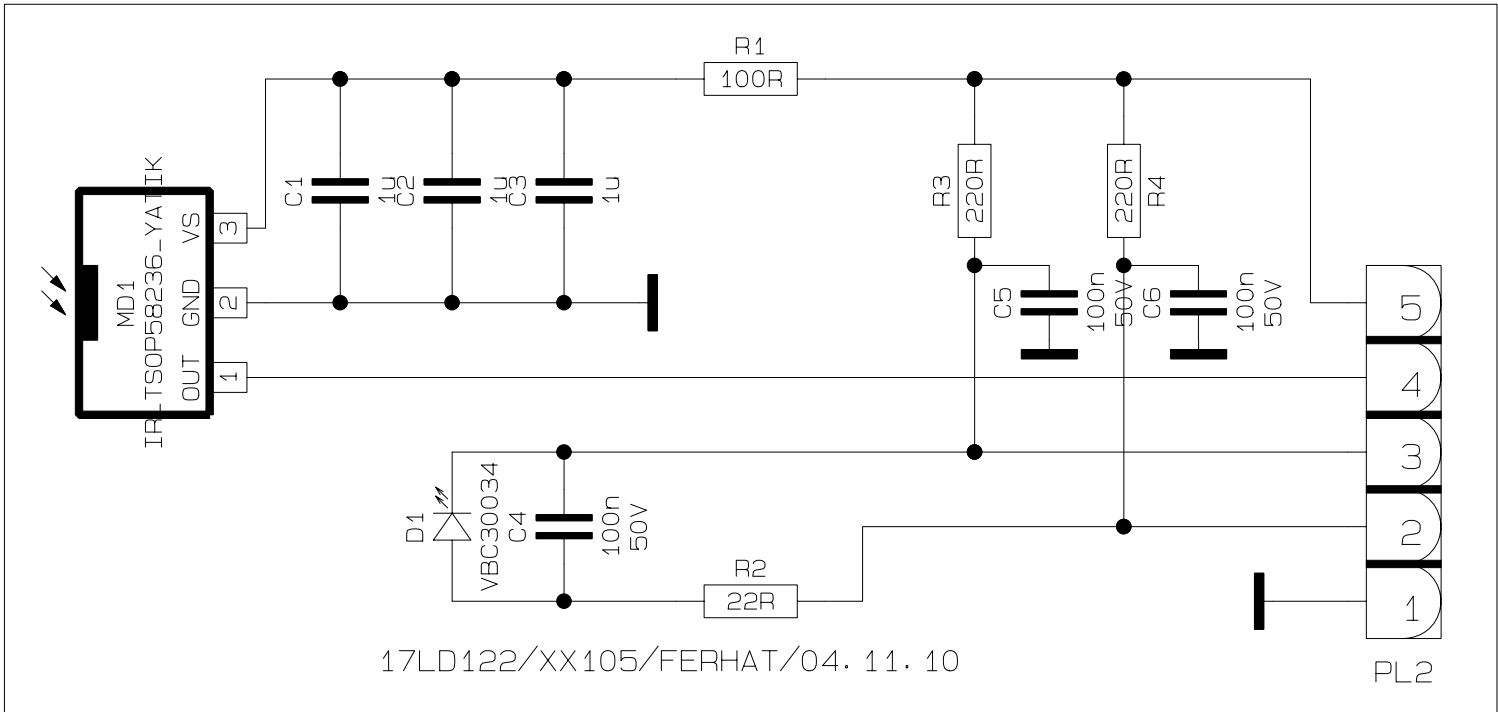 R1
100R
C1
1u
C2
1u
C3
1u
R3
220R
220R
R4
MD1
IR_TSOP58236_YATIK
VS
3
GND
2
OUT
1
C5
100n
50V
C6
100n
50V
5
4
3
2
1
D1
VBC30034
C4
100n
50V
R2
22R
17LD122/XX105/FERHAT/04.11.10
PL2